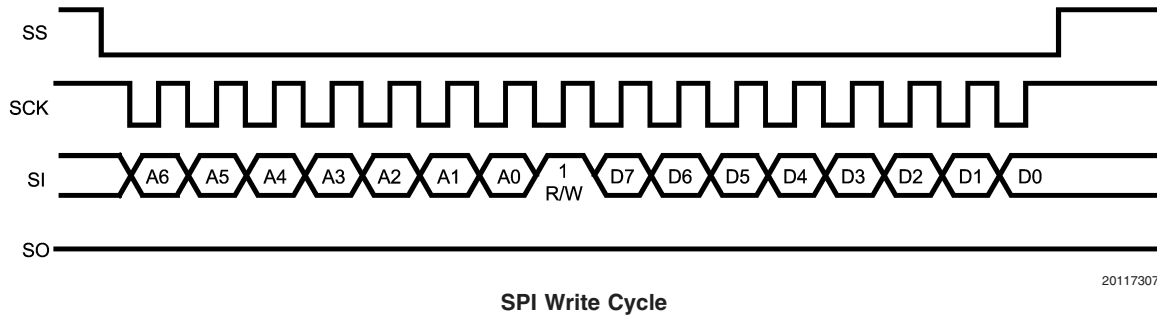 SS
SCK
SI
A6 A5 A4 A3 A2 A1 A0 1 R/W D7 D6 D5 D4 D3 D2 D1 D0
SO
20117307
SPI Write Cycle